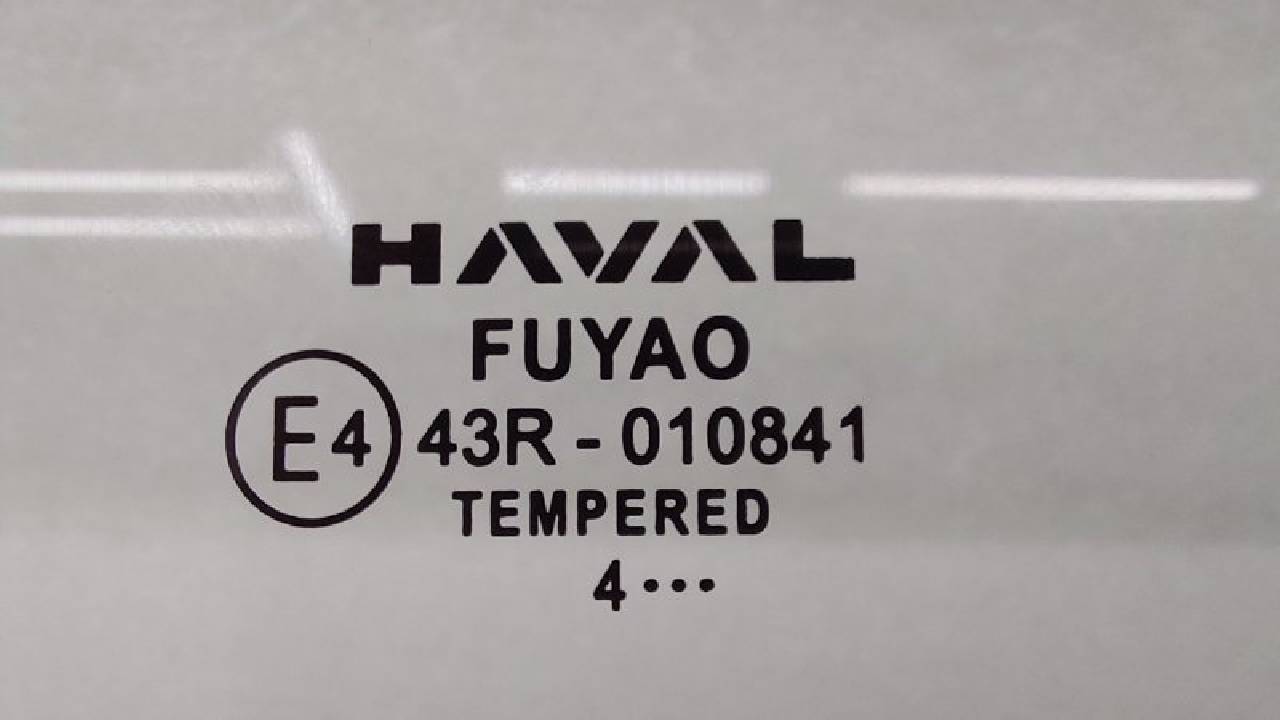 HAVAL
FUYAO
E4 43R - 010841
TEMPERED
4 •••